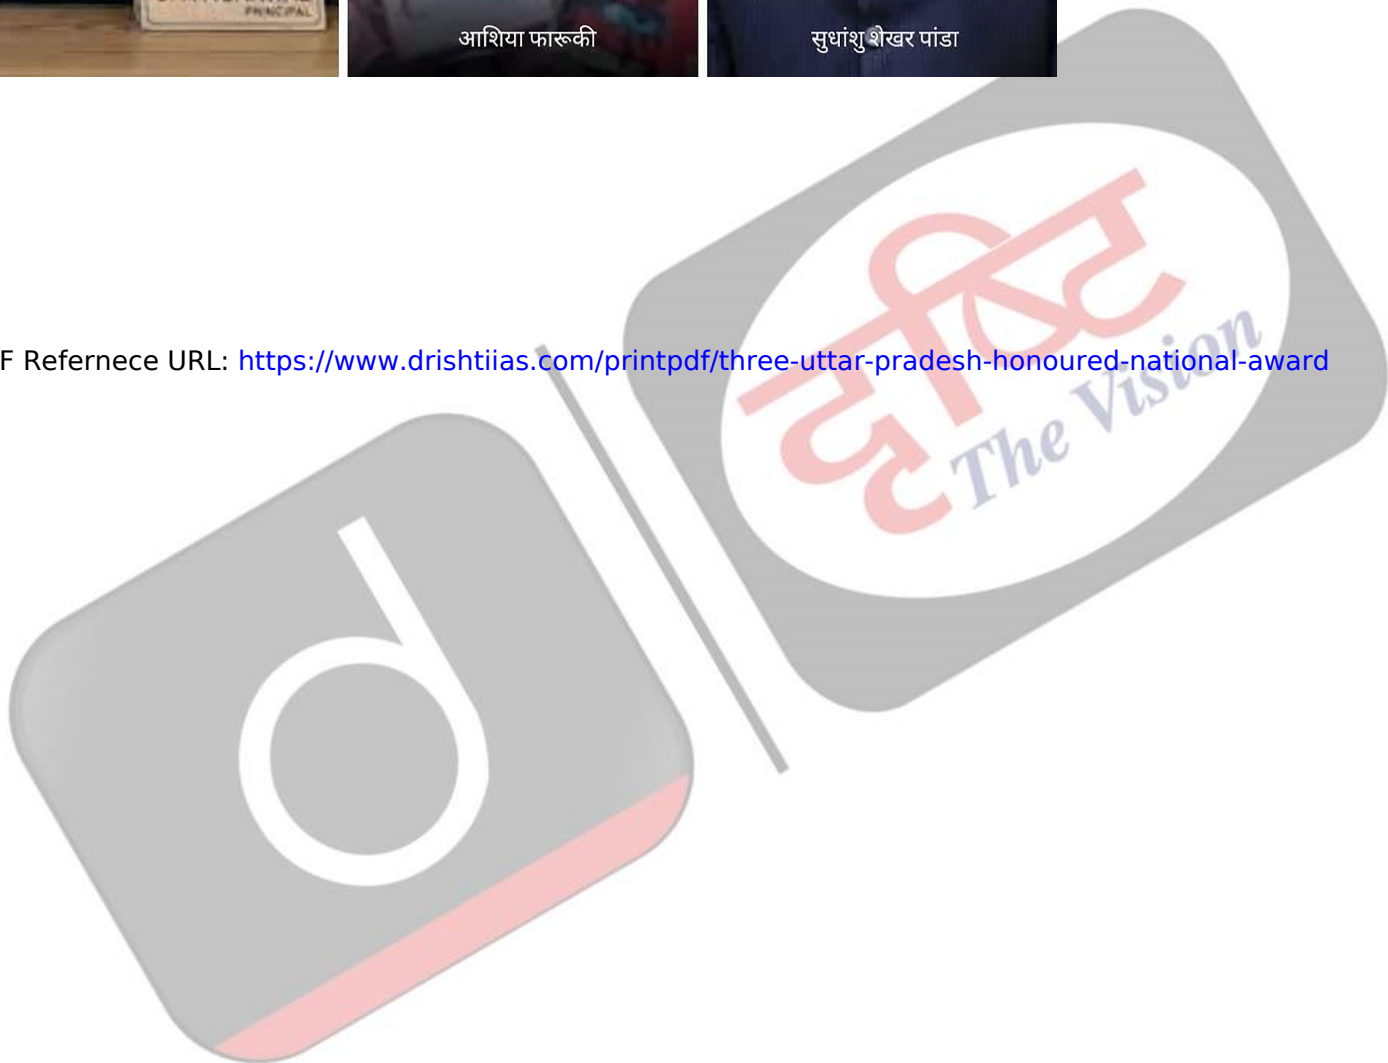 PRINCIPAL
आशिया फारूकी
सुधांशु शेखर पांडा
F Refernece URL: https://www.drishtiias.com/printpdf/three-uttar-pradesh-honoured-national-award
दृष्टि
The Vision
d